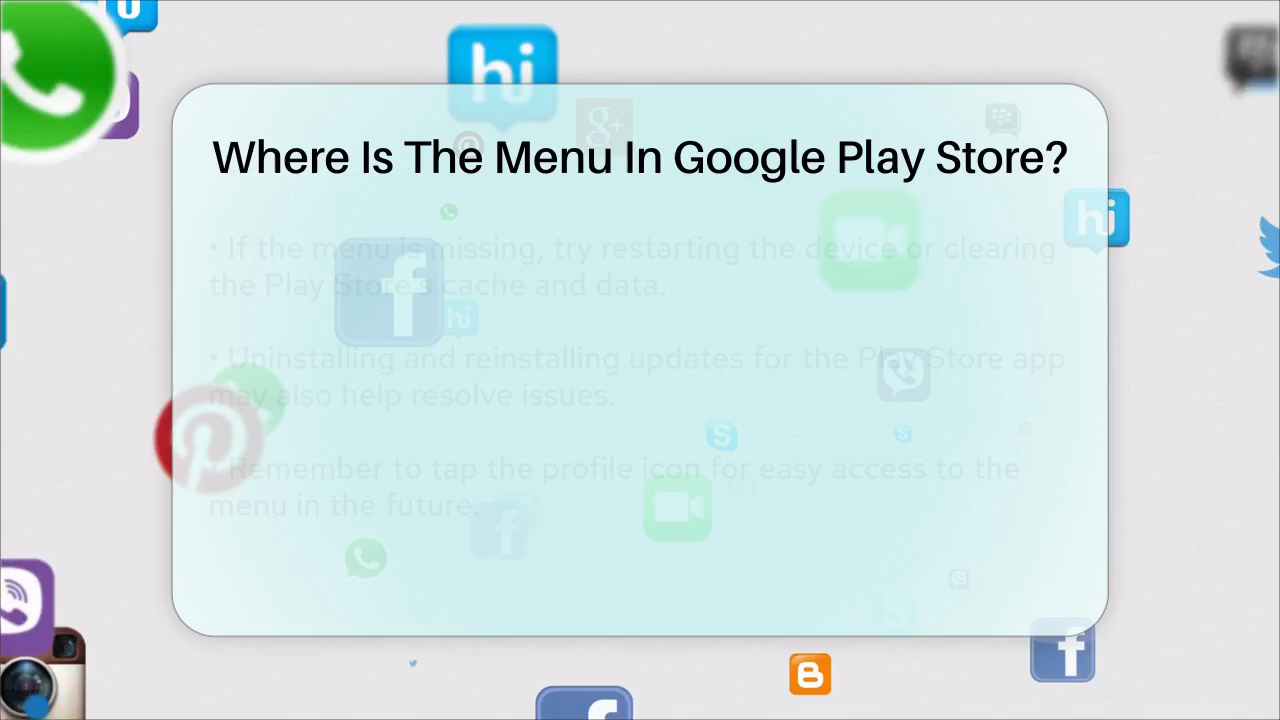 hi
Where Is The Menu In Google Play Store?
• If the menu is missing, try restarting the device or clearing
the Play Store's cache and data.
• Uninstalling and reinstalling updates for the Play Store app
may also help resolve issues.
• Remember to tap the profile icon for easy access to the
menu in the future.